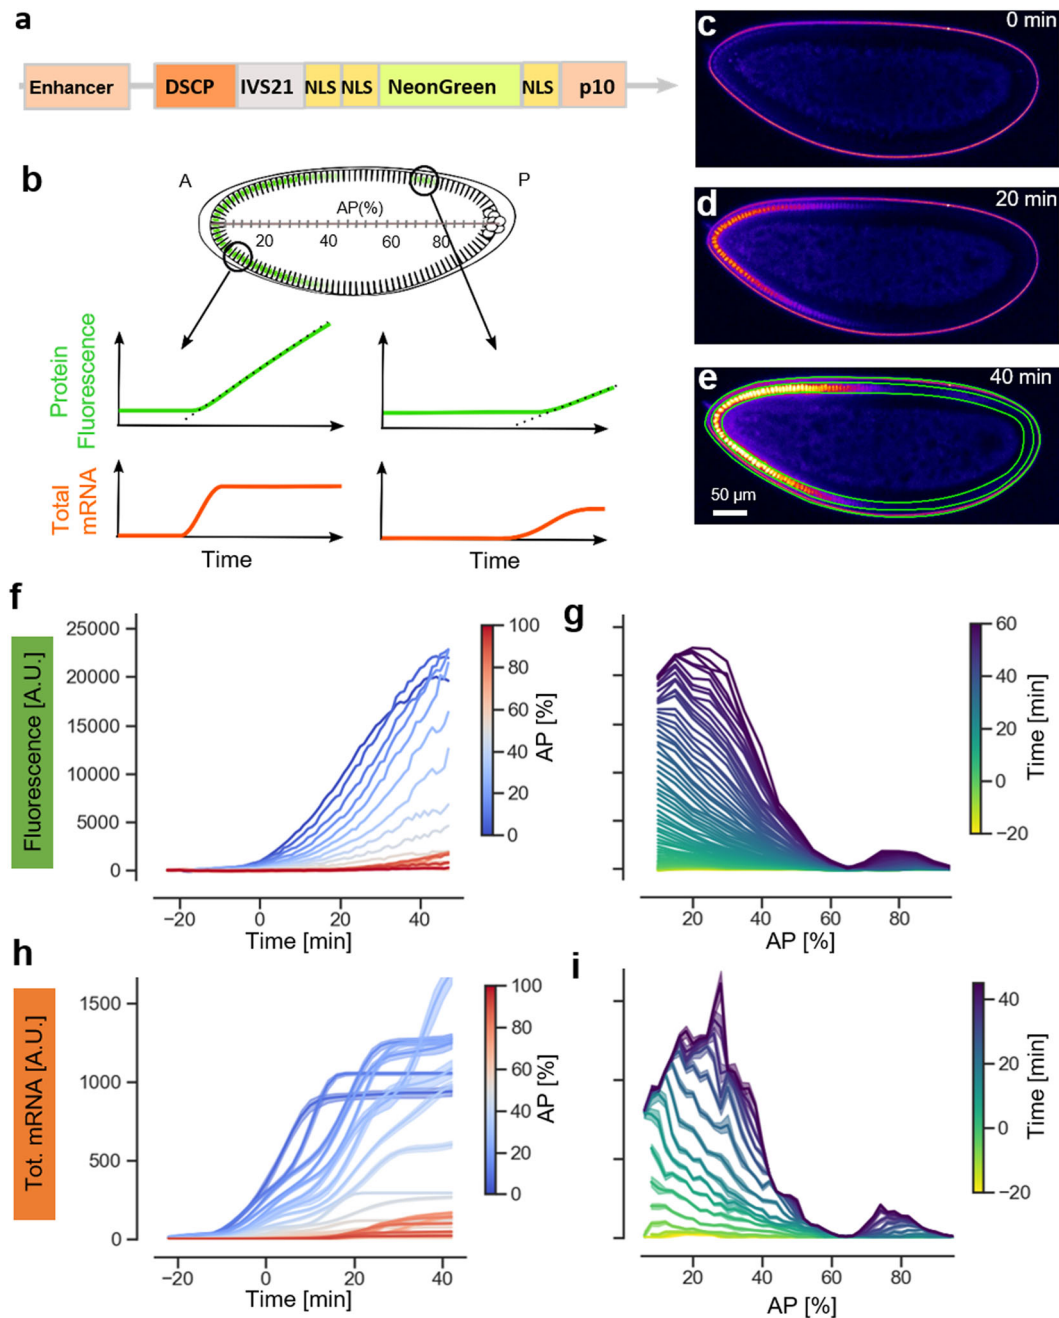 a
Enhancer DSCP IVS21 NLS NLS NeonGreen NLS p10
b
A P
AP(%)
20 40 60 80
Protein
Fluorescence
Total
mRNA
Time Time
c 0 min
d 20 min
e 40 min
50 µm
f
Fluorescence [A.U.]
25000
20000
15000
10000
5000
0
−20 0 20 40
Time [min]
100
80
60
40
20
0
AP [%]
g
20 40 60 80
AP [%]
60
40
20
0
−20
Time [min]
h
Tot. mRNA [A.U.]
1500
1000
500
0
−20 0 20 40
Time [min]
100
80
60
40
20
0
AP [%]
i
20 40 60 80
AP [%]
40
20
0
−20
Time [min]